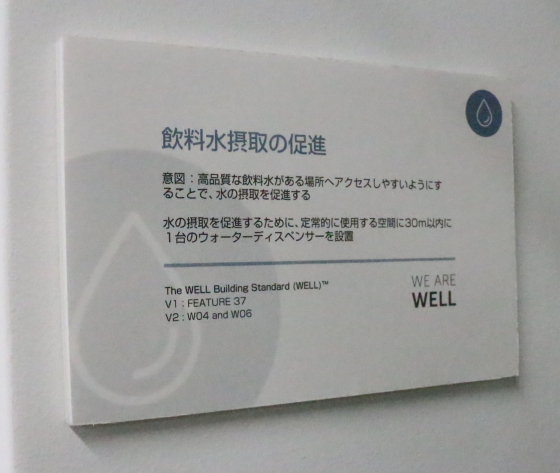 飲料水摂取の促進
意図：高品質な飲料水がある場所へアクセスしやすいようにす
ることで、水の摂取を促進する
水の摂取を促進するために、定常的に使用する空間に30m以内に
１台のウォーターディスペンサーを設置
The WELL Building Standard (WELL)™
V1 : FEATURE 37
V2 : W04 and W06
WE ARE
WELL